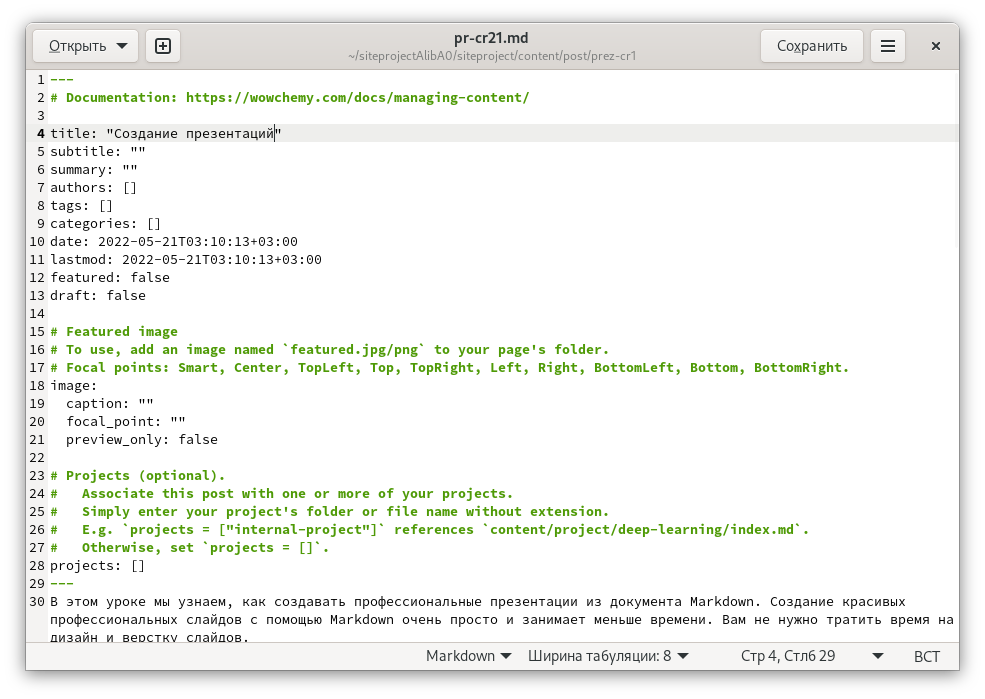 Открыть
pr-cr21.md
~/siteprojectAlibA0/siteproject/content/post/prez-cr1
Сохранить
1 ---
2 # Documentation: https://wowchemy.com/docs/managing-content/
3
4 title: "Создание презентаций"
5 subtitle: ""
6 summary: ""
7 authors: []
8 tags: []
9 categories: []
10 date: 2022-05-21T03:10:13+03:00
11 lastmod: 2022-05-21T03:10:13+03:00
12 featured: false
13 draft: false
14
15 # Featured image
16 # To use, add an image named `featured.jpg/png` to your page's folder.
17 # Focal points: Smart, Center, TopLeft, Top, TopRight, Left, Right, BottomLeft, Bottom, BottomRight.
18 image:
19   caption: ""
20   focal_point: ""
21   preview_only: false
22
23 # Projects (optional).
24 #   Associate this post with one or more of your projects.
25 #   Simply enter your project's folder or file name without extension.
26 #   E.g. `projects = ["internal-project"]` references `content/project/deep-learning/index.md`.
27 #   Otherwise, set `projects = []`.
28 projects: []
29 ---
30 В этом уроке мы узнаем, как создавать профессиональные презентации из документа Markdown. Создание красивых
профессиональных слайдов с помощью Markdown очень просто и занимает меньше времени. Вам не нужно тратить время на
дизайн и верстку слайдов.
Markdown Ширина табуляции: 8 Стр 4, Стлб 29 ВСТ